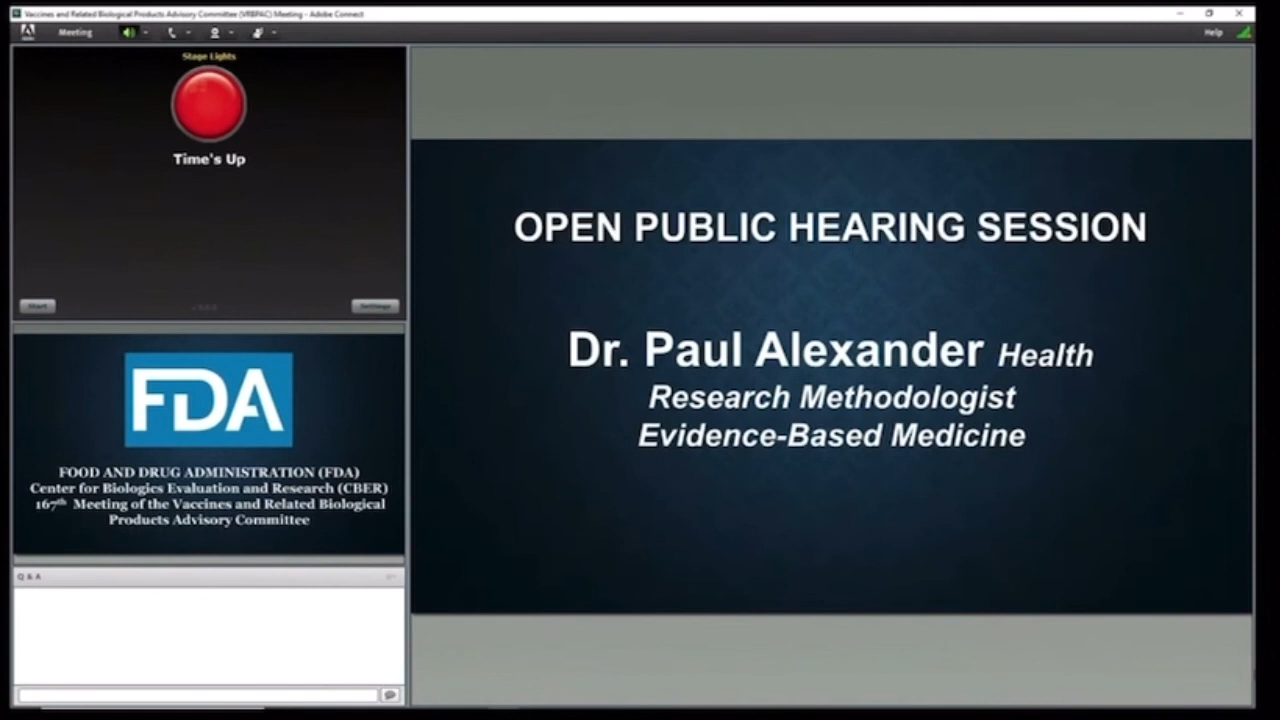 Vaccines and Related Biological Products Advisory Committee (VRBPAC) Meeting - Adobe Connect
Meeting
Help
Stage Lights
Time's Up
Start
Settings
FDA
FOOD AND DRUG ADMINISTRATION (FDA)
Center for Biologics Evaluation and Research (CBER)
167th Meeting of the Vaccines and Related Biological
Products Advisory Committee
Q & A
OPEN PUBLIC HEARING SESSION
Dr. Paul Alexander Health
Research Methodologist
Evidence-Based Medicine